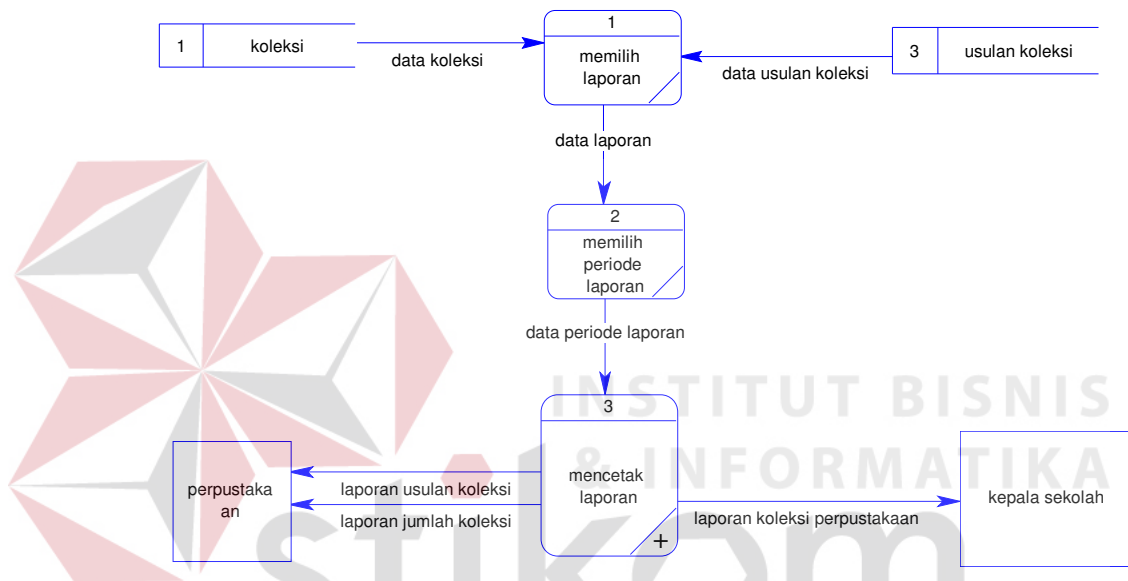 1
koleksi
data koleksi
1
memilih
laporan
data usulan koleksi
3
usulan koleksi
data laporan
2
memilih
periode
laporan
data periode laporan
INSTITUT BISNIS
& INFORMATIKA
stikom
3
mencetak
laporan
+
perpustaka
an
laporan usulan koleksi
laporan jumlah koleksi
laporan koleksi perpustakaan
kepala sekolah